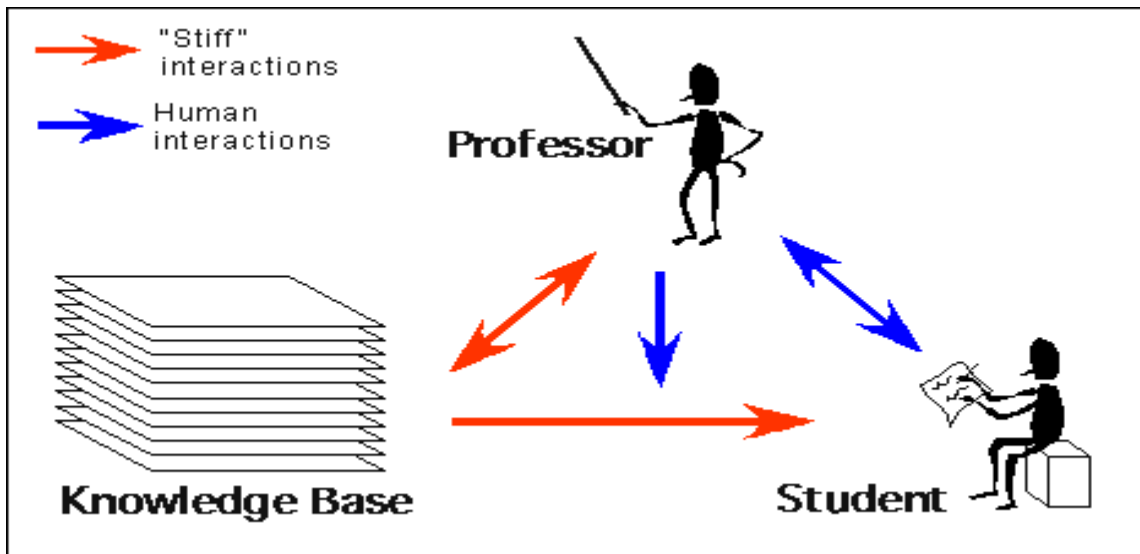 "Stiff"
interactions
Human
interactions
Professor
Knowledge Base
Student